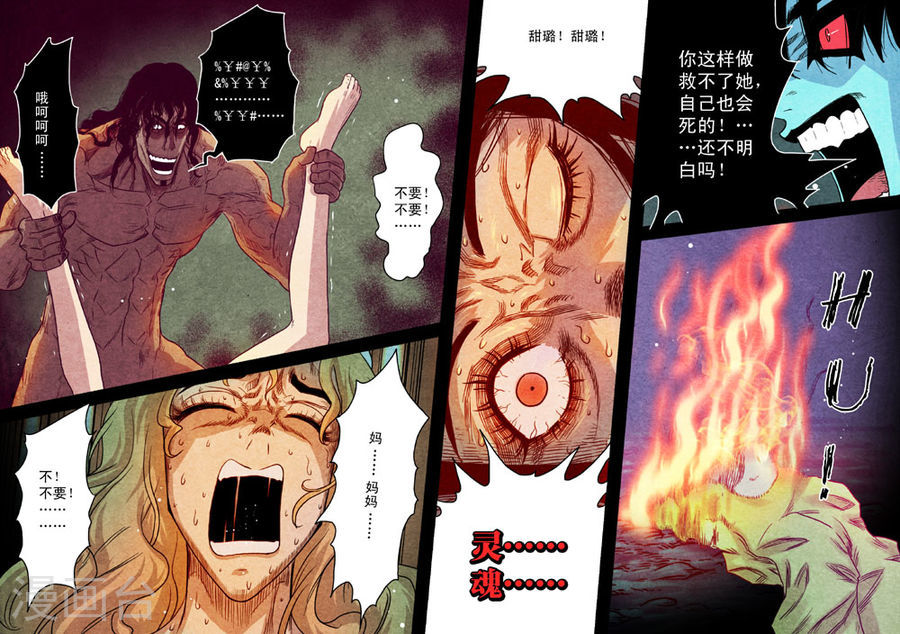 哦
呵
呵
呵
……
%¥#@¥%
&%¥¥¥
…………
%¥¥#……
不要！
不要！
……
甜璐！甜璐！
你这样做
救不了她，
自己也会
死的！…
…还不明
白吗！
HU!!
妈
……
妈
妈
……
不！
不要！
……
……
灵……
魂……
漫画台